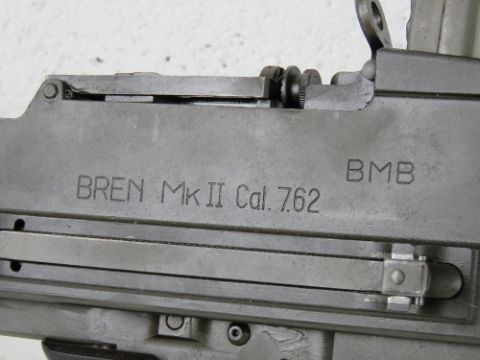 BMB
BREN MK II Cal. 7.62